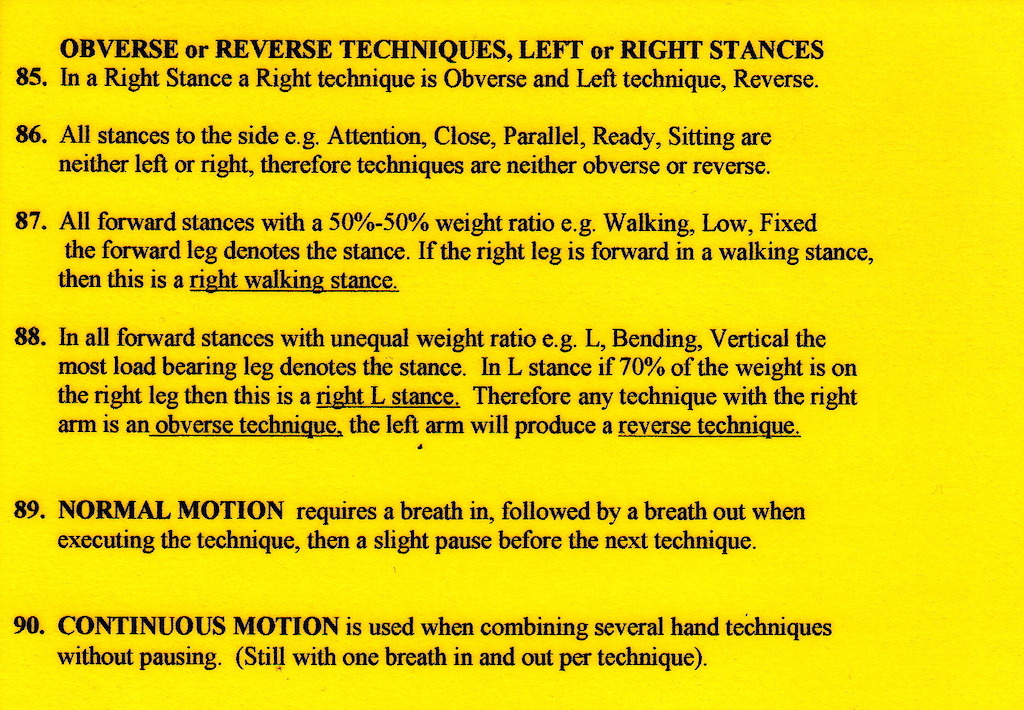 OBVERSE or REVERSE TECHNIQUES, LEFT or RIGHT STANCES
85. In a Right Stance a Right technique is Obverse and Left technique, Reverse.
86. All stances to the side e.g. Attention, Close, Parallel, Ready, Sitting are
neither left or right, therefore techniques are neither obverse or reverse.
87. All forward stances with a 50%-50% weight ratio e.g. Walking, Low, Fixed
the forward leg denotes the stance. If the right leg is forward in a walking stance,
then this is a right walking stance.
88. In all forward stances with unequal weight ratio e.g. L, Bending, Vertical the
most load bearing leg denotes the stance. In L stance if 70% of the weight is on
the right leg then this is a right L stance. Therefore any technique with the right
arm is an obverse technique, the left arm will produce a reverse technique.
89. NORMAL MOTION requires a breath in, followed by a breath out when
executing the technique, then a slight pause before the next technique.
90. CONTINUOUS MOTION is used when combining several hand techniques
without pausing. (Still with one breath in and out per technique).